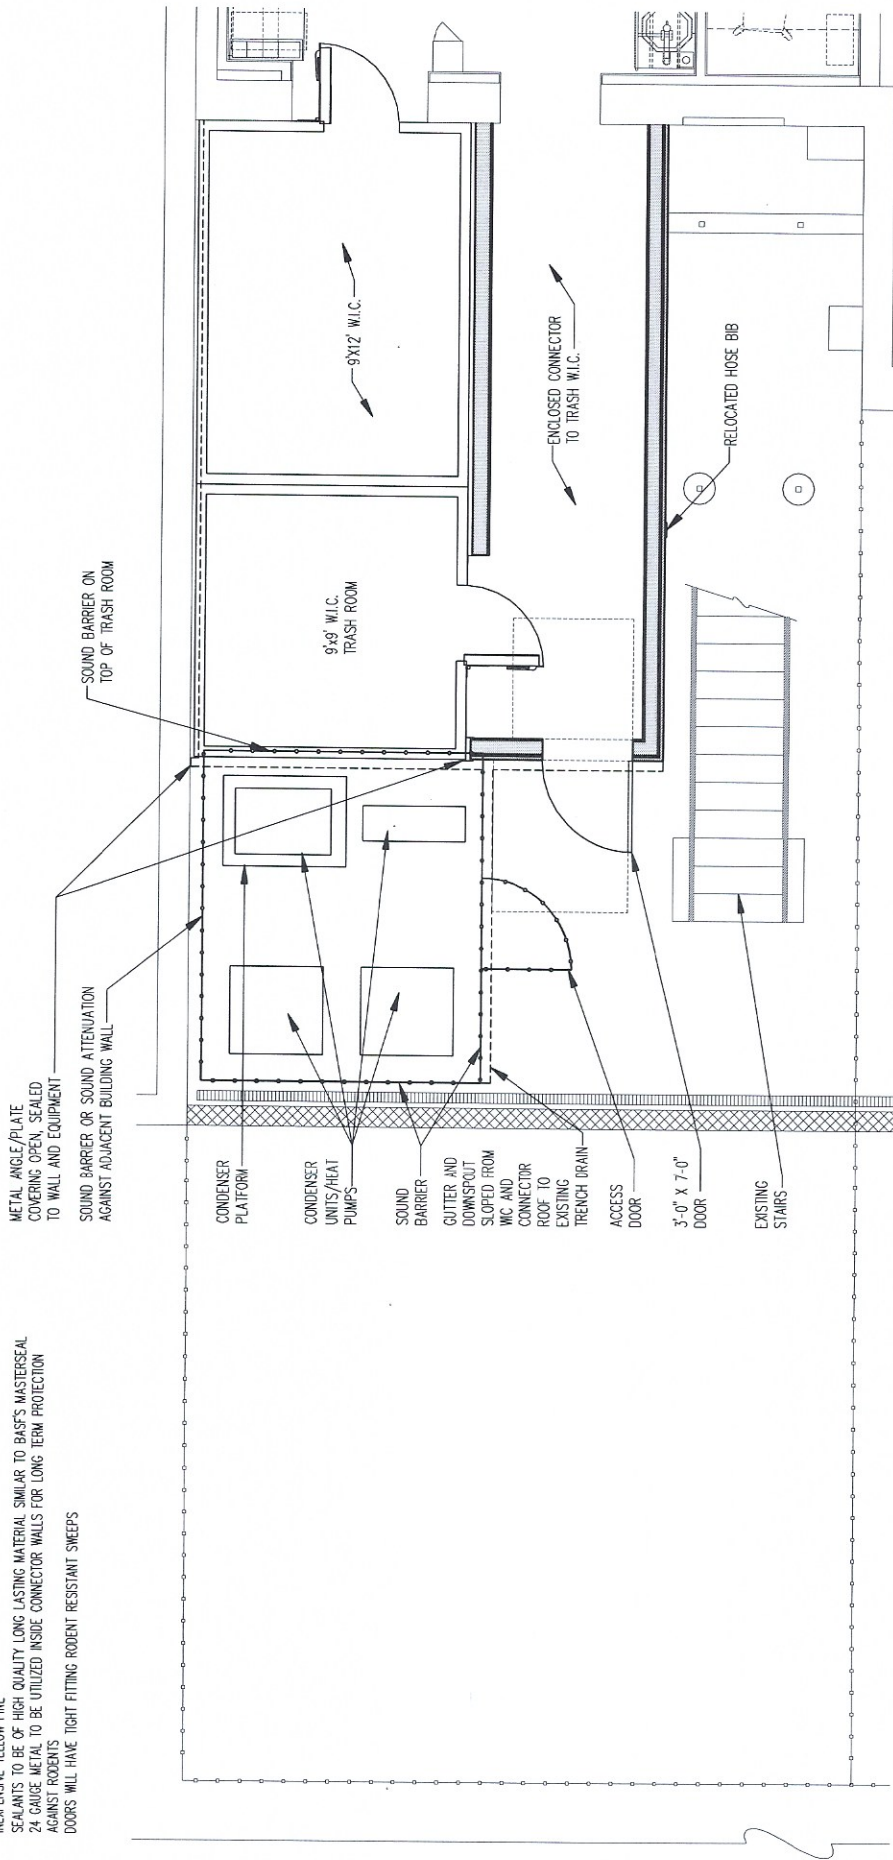 METAL ANGLE/PLATE
COVERING OPEN, SEALED
TO WALL AND EQUIPMENT
SOUND BARRIER OR SOUND ATTENUATION
AGAINST ADJACENT BUILDING WALL
SOUND BARRIER ON
TOP OF TRASH ROOM
9'X12' W.I.C.
9'x9' W.I.C.
TRASH ROOM
ENCLOSED CONNECTOR
TO TRASH W.I.C.
RELOCATED HOSE BIB
CONDENSER
PLATFORM
CONDENSER
UNITS/HEAT
PUMPS
SOUND
BARRIER
GUTTER AND
DOWNSPOUT
SLOPED FROM
WIC AND
CONNECTOR
ROOF TO
EXISTING
TRENCH DRAIN
ACCESS
DOOR
3'-0" X 7-0"
DOOR
EXISTING
STAIRS
SEALANTS TO BE OF HIGH QUALITY LONG LASTING MATERIAL SIMILAR TO BASF'S MASTERSEAL
24 GAUGE METAL TO BE UTILIZED INSIDE CONNECTOR WALLS FOR LONG TERM PROTECTION
AGAINST RODENTS
DOORS WILL HAVE TIGHT FITTING RODENT RESISTANT SWEEPS